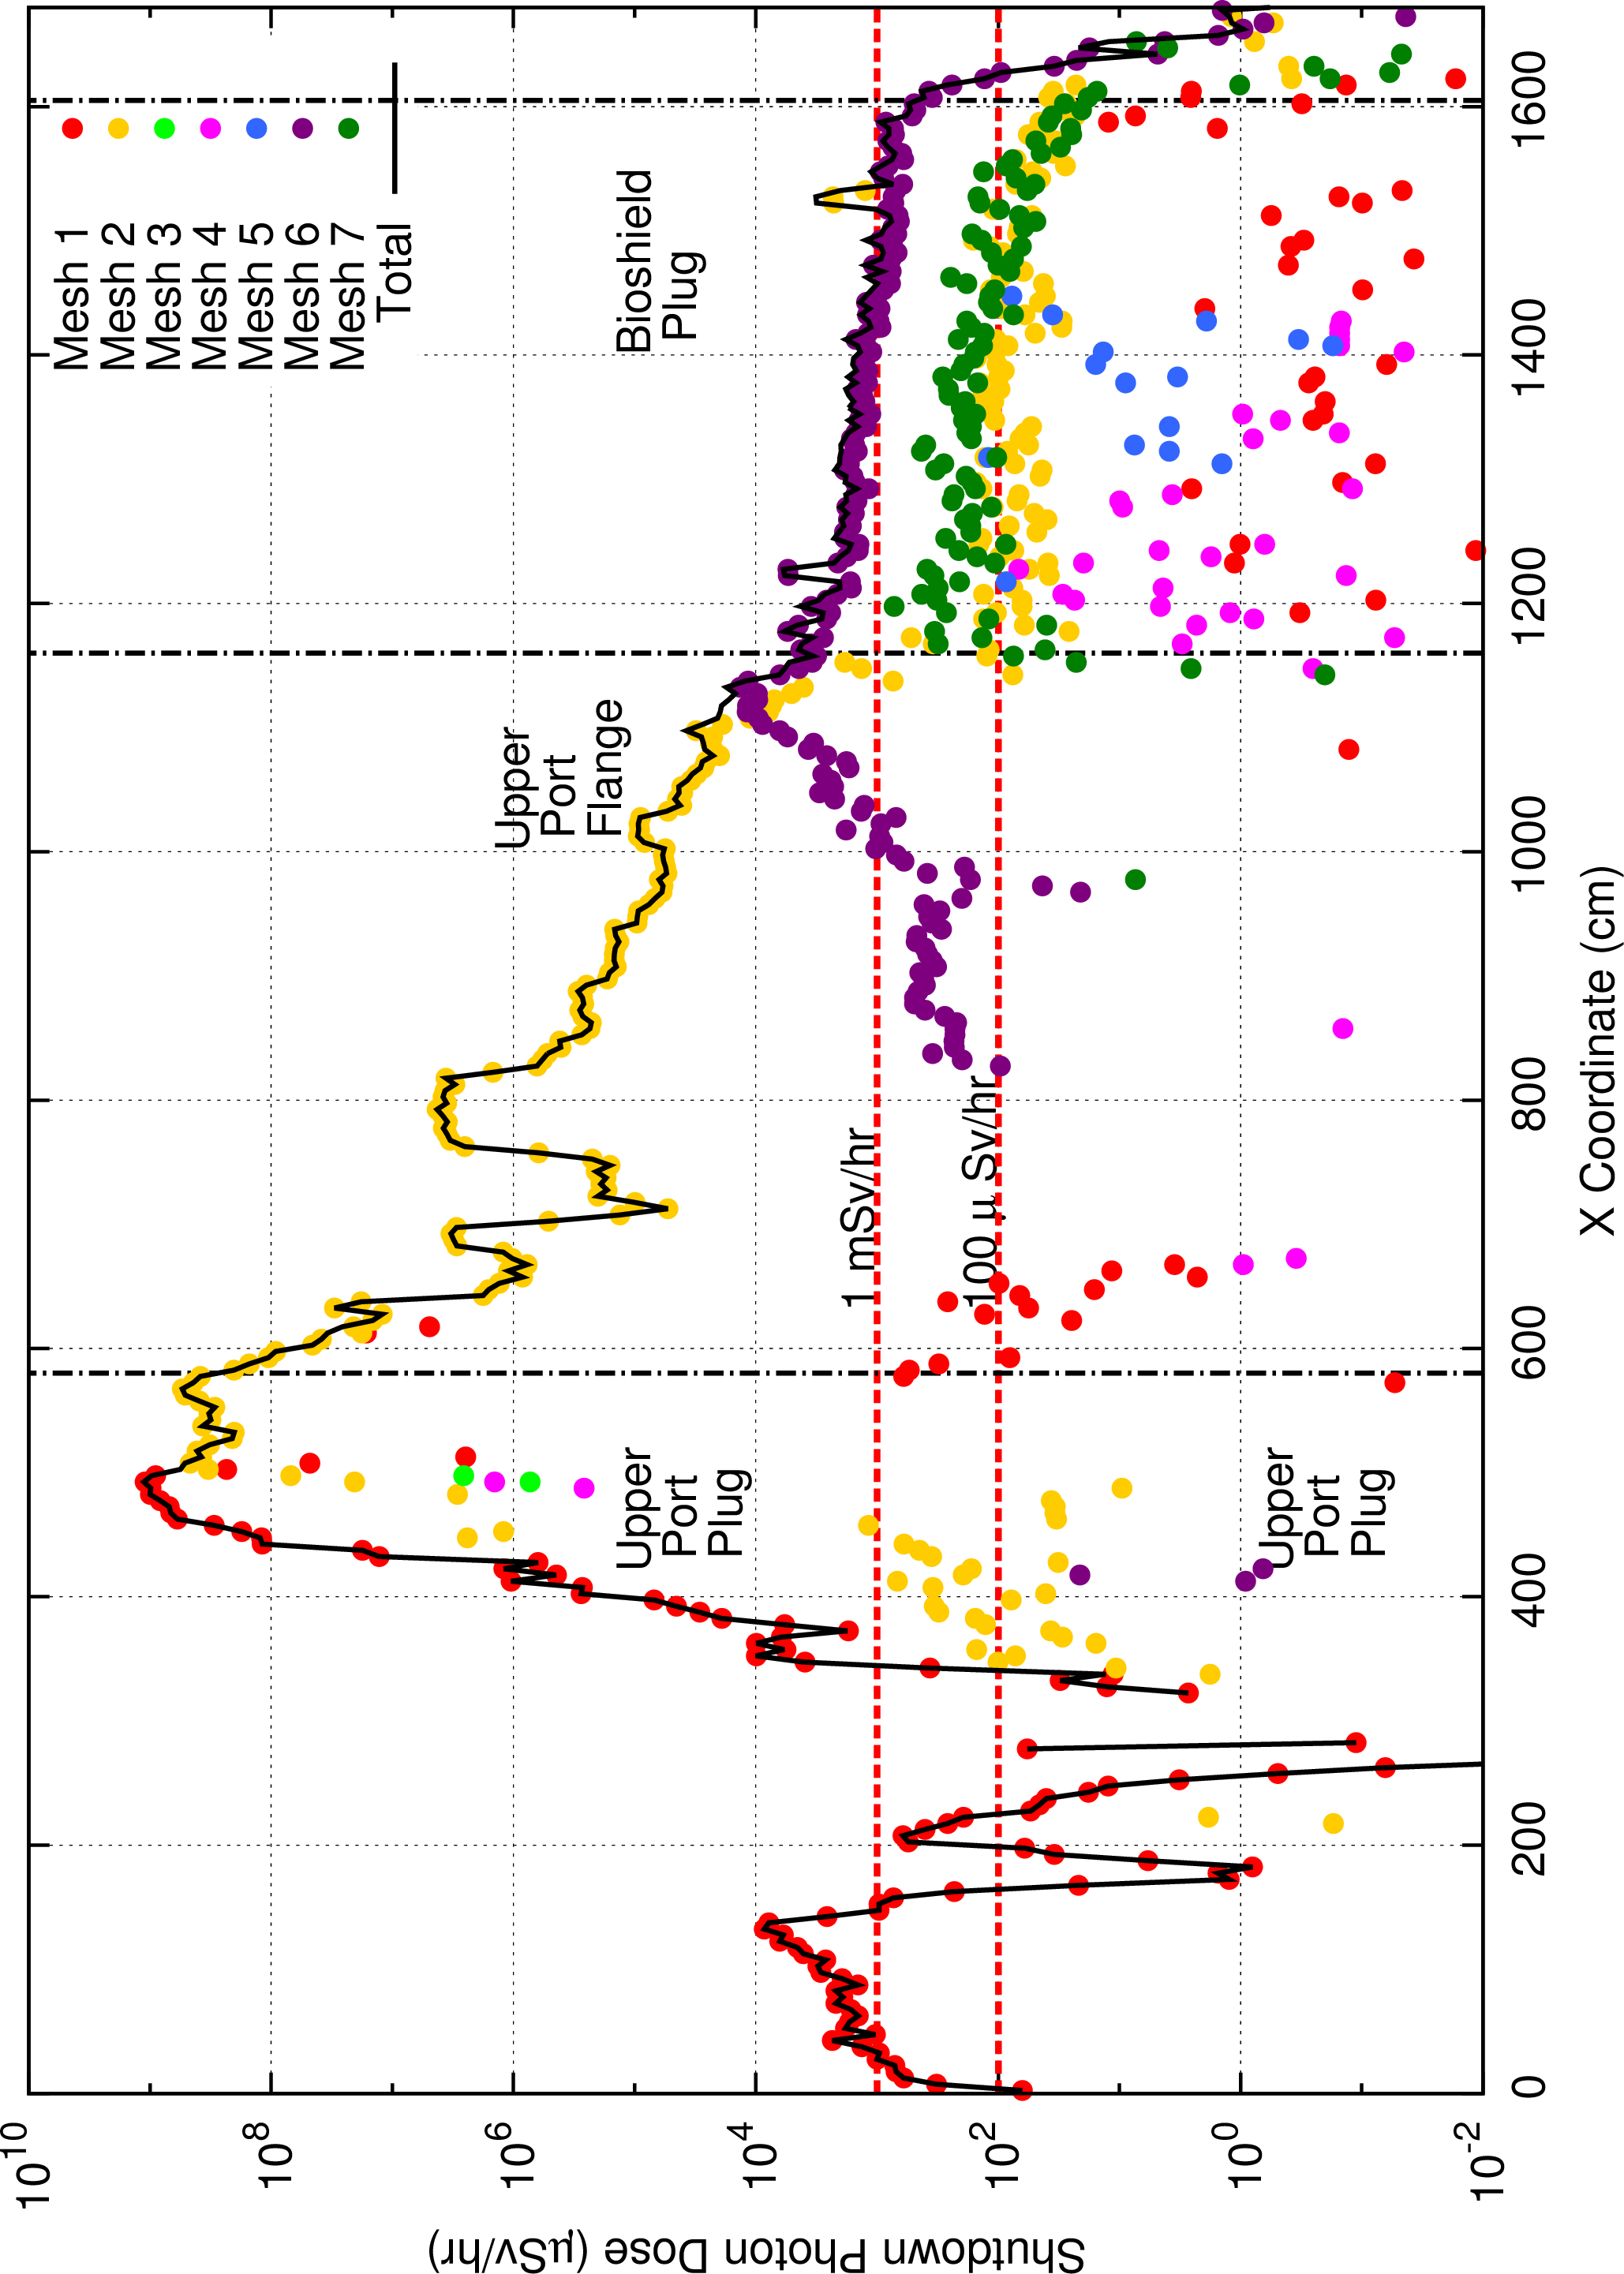 Mesh 1
Mesh 2
Mesh 3
Mesh 4
Mesh 5
Mesh 6
Mesh 7
Total
Bioshield
Plug
Upper
Port
Flange
1 mSv/hr
100 μ Sv/hr
Upper
Port
Plug
Upper
Port
Plug
Shutdown Photon Dose (μSv/hr)
10^10
10^8
10^6
10^4
10^2
10^0
10^-2
0 200 400 600 800 1000 1200 1400 1600
X Coordinate (cm)